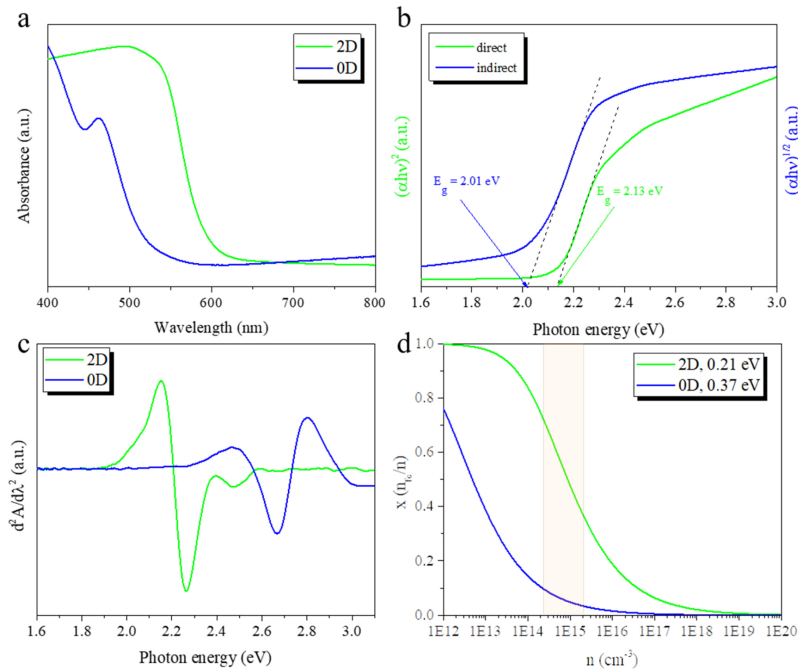 a
2D
0D
Absorbance (a.u.)
400
500
600
700
800
Wavelength (nm)
b
direct
indirect
(αhν)² (a.u.)
(αhν)^1/2 (a.u.)
E_g = 2.01 eV
E_g = 2.13 eV
1.6
1.8
2.0
2.2
2.4
2.6
2.8
3.0
Photon energy (eV)
c
2D
0D
d²A/dλ² (a.u.)
1.6
1.8
2.0
2.2
2.4
2.6
2.8
3.0
Photon energy (eV)
d
2D, 0.21 eV
0D, 0.37 eV
x (n_fc/n)
1.0
0.8
0.6
0.4
0.2
0.0
1E12
1E13
1E14
1E15
1E16
1E17
1E18
1E19
1E20
n (cm⁻³)